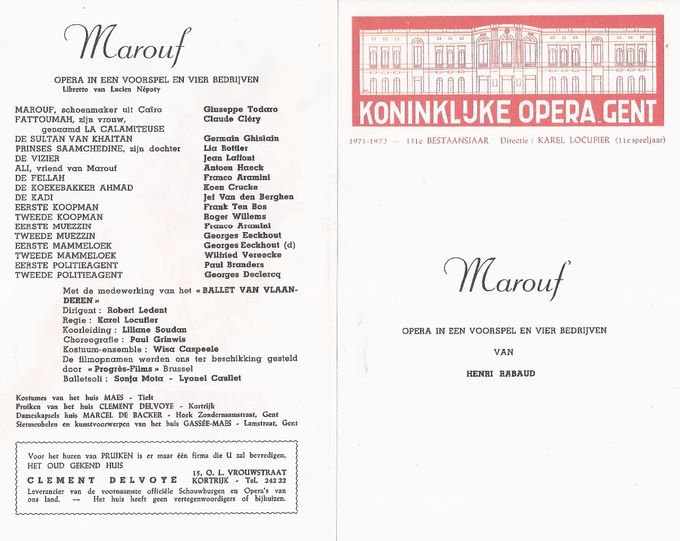 Marouf
OPERA IN EEN VOORSPEL EN VIER BEDRIJVEN
Libretto van Lucien Népoty
MAROUF, schoenmaker uit Caïro Giuseppe Todaro
FATTOUMAH, zijn vrouw, Claude Cléry
genaamd LA CALAMITEUSE
DE SULTAN VAN KHAITAN Germain Ghislain
PRINSES SAAMCHEDINE, zijn dochter Lia Rottier
DE VIZIER Jean Laffont
ALI, vriend van Marouf Antoon Haeck
DE FELLAH Franco Aramini
DE KOEKEBAKKER AHMAD Koen Crucke
DE KADI Jef Van den Berghen
EERSTE KOOPMAN Frank Ten Bos
TWEEDE KOOPMAN Roger Willems
EERSTE MUEZZIN Franco Aramini
TWEEDE MUEZZIN Georges Eeckhout
EERSTE MAMMELOEK Georges Eeckhout (d)
TWEEDE MAMMELOEK Wilfried Vereecke
EERSTE POLITIEAGENT Paul Branders
TWEEDE POLITIEAGENT Georges Declercq
Met de medewerking van het «BALLET VAN VLAAN-
DEREN»
Dirigent : Robert Ledent
Regie : Karel Locufier
Koorleiding : Liliane Soudan
Choreografie : Paul Grinwis
Kostuum-ensemble : Wisa Caspeele
De filmopnamen werden ons ter beschikking gesteld
door «Progrès-Films» Brussel
Balletsoli : Sonja Mota - Lyonel Caullet
Kostumes van het huis MAES - Tielt
Pruiken van het huis CLEMENT DELVOYE - Kortrijk
Dameskapsels huis MARCEL DE BACKER - Hoek Zondernaamstraat, Gent
Siermeubelen en kunstvoorwerpen van het huis GASSÉE-MAES - Lamstraat, Gent
Voor het huren van PRUIKEN is er maar één firma die U zal bevredigen,
HET OUD GEKEND HUIS
CLEMENT DELVOYE 15, O. L. VROUWSTRAAT
KORTRIJK - Tel. 242 22
Leverancier van de voornaamste officiële Schouwburgen en Opera's van
ons land. — Het huis heeft geen vertegenwoordigers of bijhuizen.
KONINKLIJKE OPERA. GENT
1971-1972 - 131e BESTAANSJAAR Directie : KAREL LOCUFIER (11e speeljaar)
Marouf
OPERA IN EEN VOORSPEL EN VIER BEDRIJVEN
VAN
HENRI RABAUD